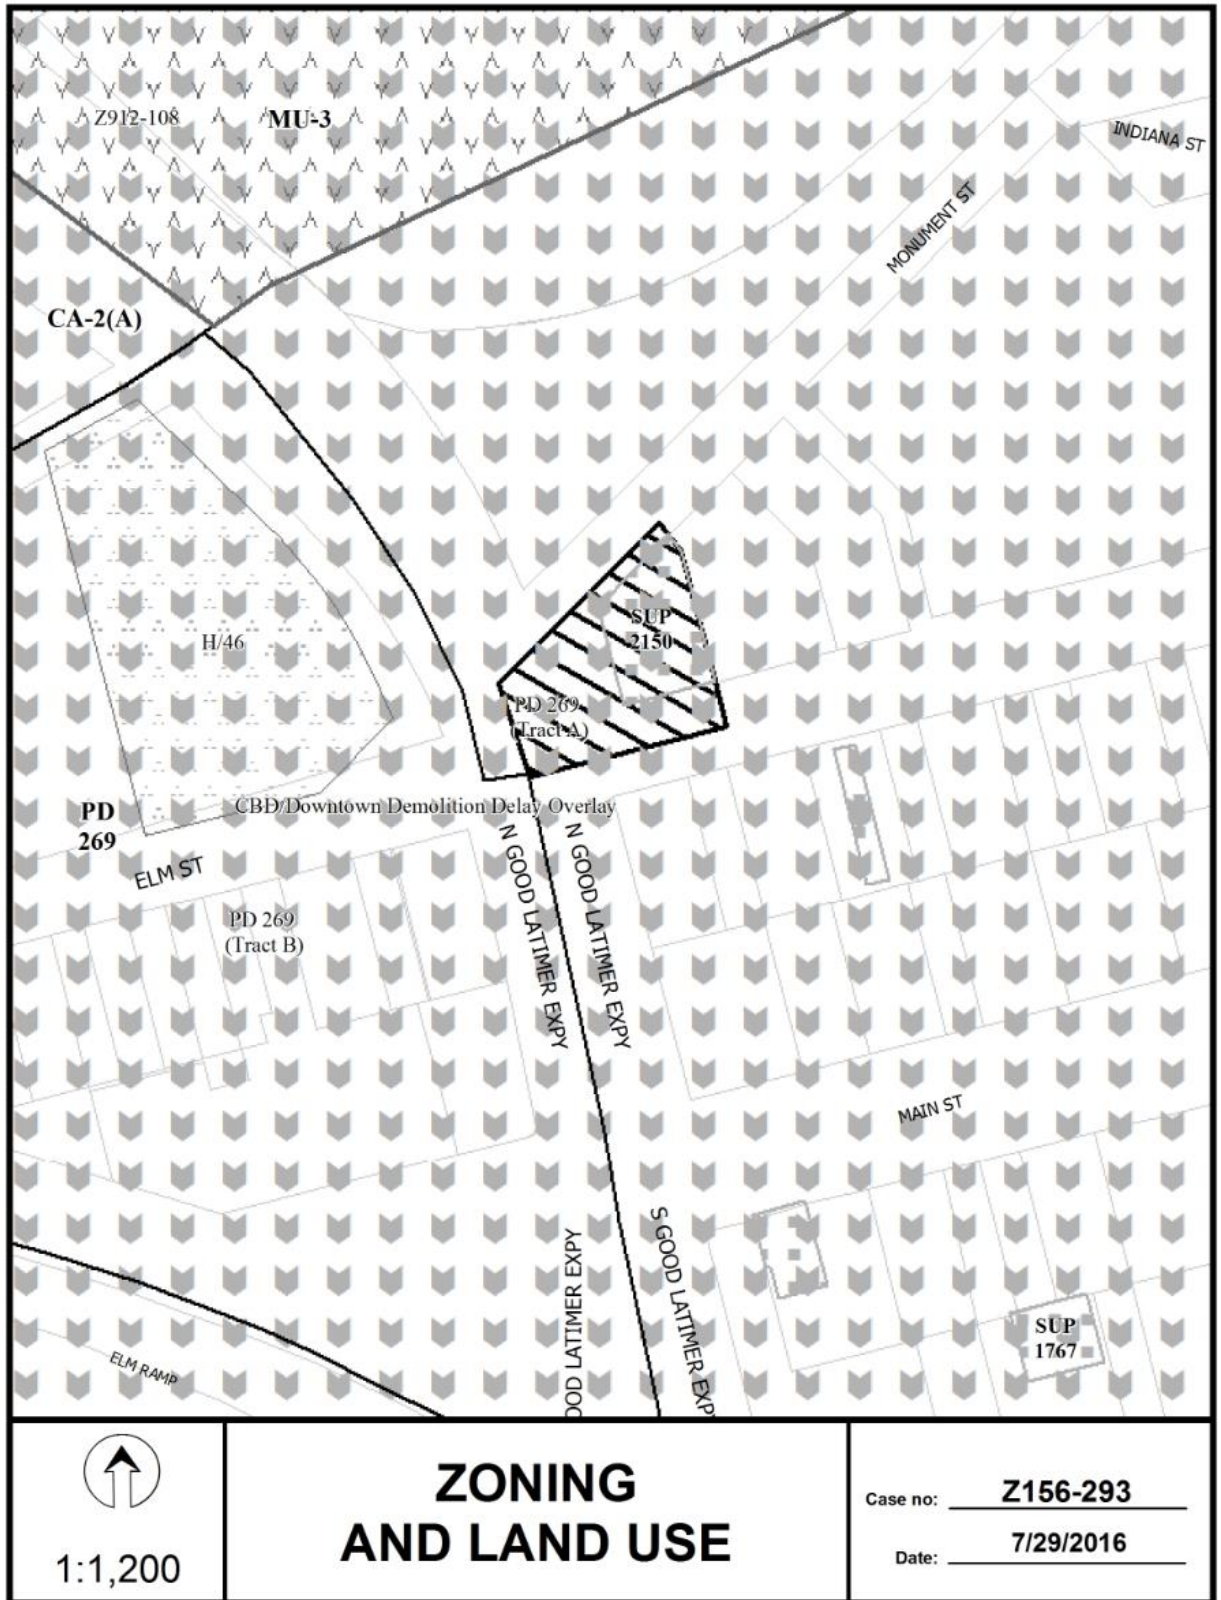 INDIANA ST
Z912-108
MU-3
MONUMENT ST
CA-2(A)
SUP
2150
H/46
PD 269
(Tract A)
CBD/Downtown Demolition Delay Overlay
PD
269
ELM ST
N GOOD LATIMER EXPY
N GOOD LATIMER EXPY
PD 269
(Tract B)
MAIN ST
OOD LATIMER EXPY
S GOOD LATIMER EXP
SUP
1767
ELM RAMP
1:1,200
ZONING
AND LAND USE
Case no: Z156-293
Date: 7/29/2016